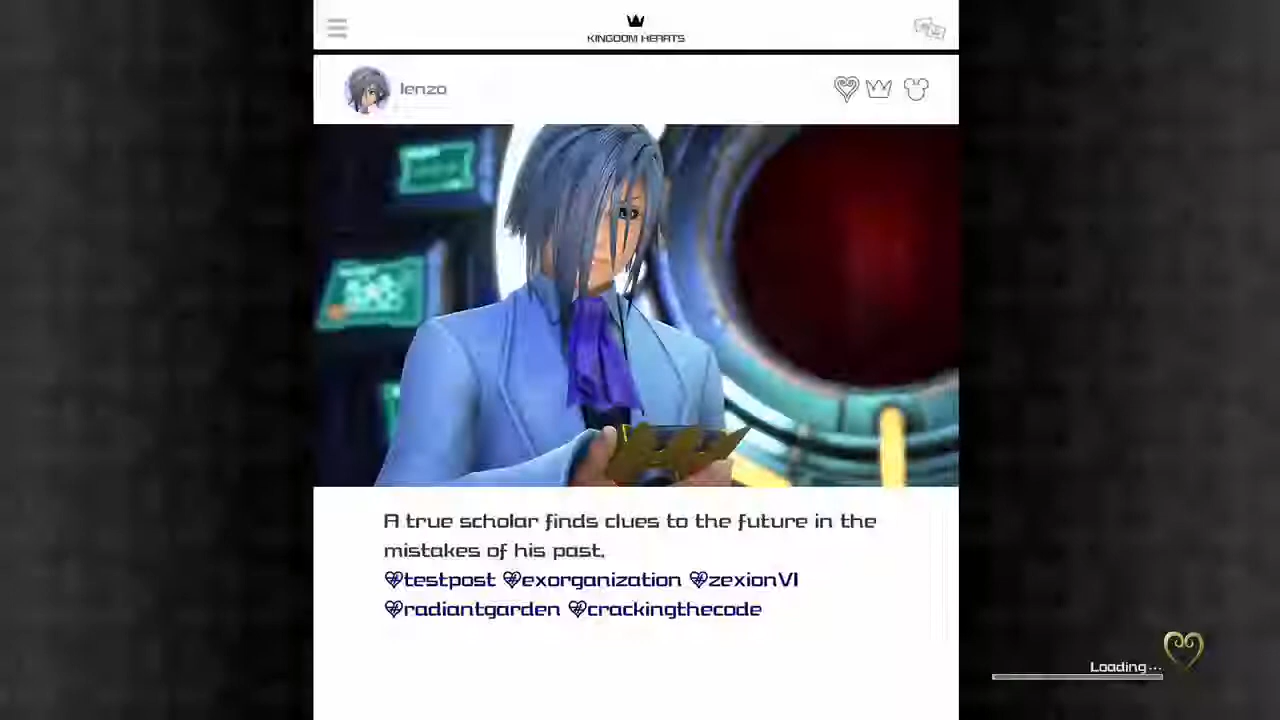 KINGDOM HEARTS
Ienzo
A true scholar finds clues to the future in the
mistakes of his past.
#testpost #exorganization #zexionVI
#radiantgarden #crackingthecode
Loading...